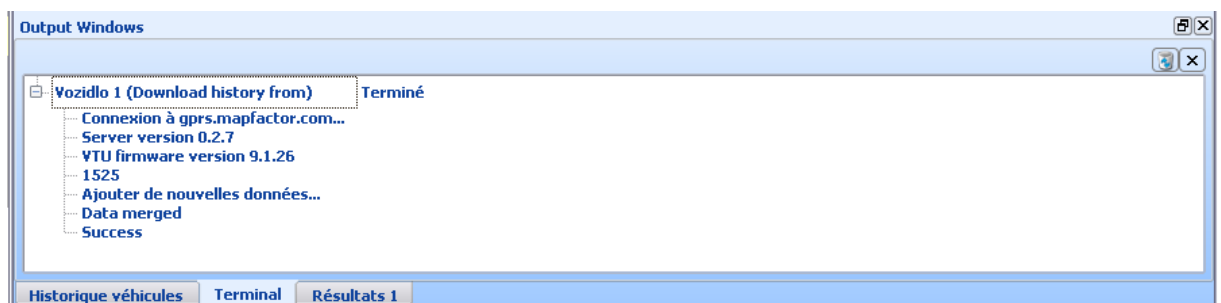 Output Windows
Vozidlo 1 (Download history from) Terminé
Connexion à gprs.mapfactor.com...
Server version 0.2.7
VTU firmware version 9.1.26
1525
Ajouter de nouvelles données...
Data merged
Success
Historique véhicules Terminal Résultats 1